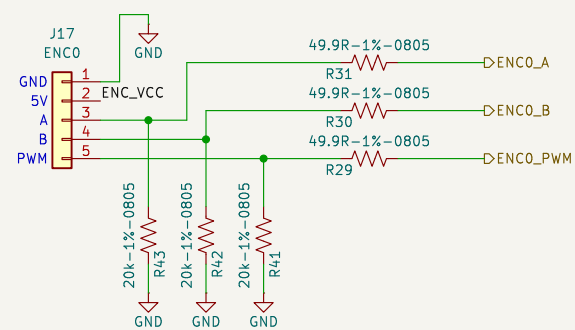 J17
ENC0
GND
49.9R-1%-0805
R31
ENC0_A
GND 1
5V 2 ENC_VCC
A 3
B 4
PWM 5
49.9R-1%-0805
R30
ENC0_B
49.9R-1%-0805
R29
ENC0_PWM
20k-1%-0805
R43
20k-1%-0805
R42
20k-1%-0805
R41
GND
GND
GND